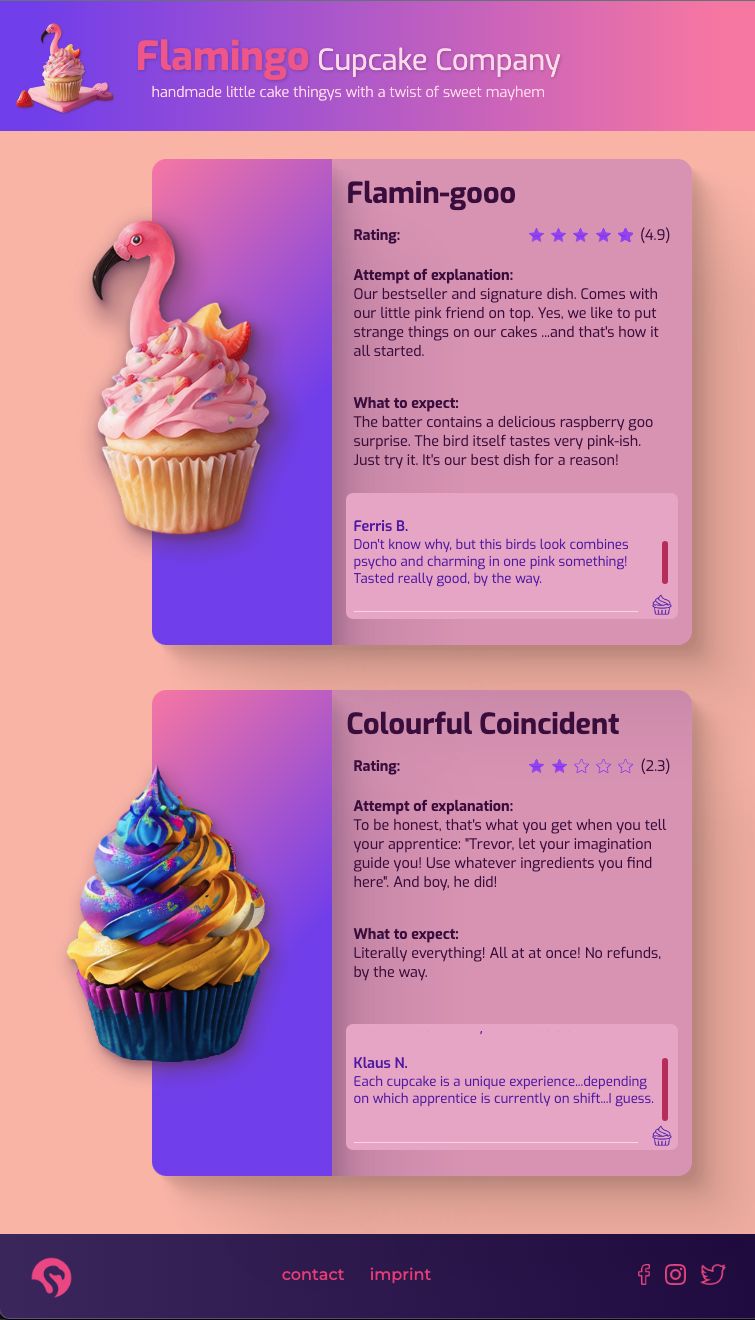 Flamingo Cupcake Company
handmade little cake thingys with a twist of sweet mayhem
Flamin-gooo
Rating: (4.9)
Attempt of explanation:
Our bestseller and signature dish. Comes with
our little pink friend on top. Yes, we like to put
strange things on our cakes ...and that's how it
all started.
What to expect:
The batter contains a delicious raspberry goo
surprise. The bird itself tastes very pink-ish.
Just try it. It's our best dish for a reason!
Ferris B.
Don't know why, but this birds look combines
psycho and charming in one pink something!
Tasted really good, by the way.
Colourful Coincident
Rating: (2.3)
Attempt of explanation:
To be honest, that's what you get when you tell
your apprentice: "Trevor, let your imagination
guide you! Use whatever ingredients you find
here". And boy, he did!
What to expect:
Literally everything! All at at once! No refunds,
by the way.
Klaus N.
Each cupcake is a unique experience...depending
on which apprentice is currently on shift...I guess.
contact imprint